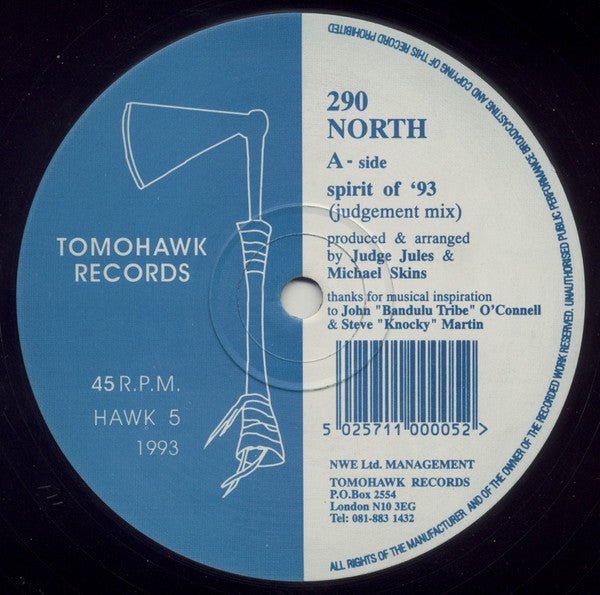 TOMOHAWK
RECORDS
45 R.P.M.
HAWK 5
1993
290
NORTH
A - side
spirit of ‘93
(judgement mix)
produced & arranged
by Judge Jules &
Michael Skins
thanks for musical inspiration
to John "Bandulu Tribe" O'Connell
& Steve "Knocky" Martin
5 025711 000052 >
NWE Ltd. MANAGEMENT
TOMOHAWK RECORDS
P.O.Box 2554
London N10 3EG
Tel: 081-883 1432
ALL RIGHTS OF THE MANUFACTURER AND OF THE OWNER OF THE RECORDED WORK RESERVED. UNAUTHORISED PUBLIC PERFORMANCE BROADCASTING AND COPYING OF THIS RECORD PROHIBITED